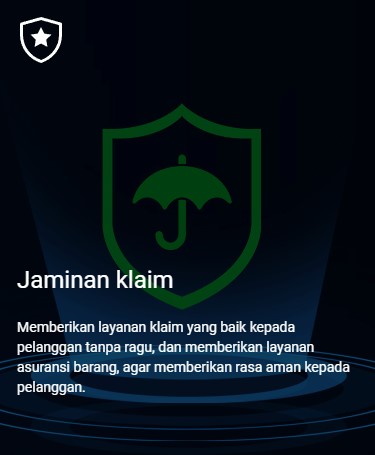 Jaminan klaim
Memberikan layanan klaim yang baik kepada
pelanggan tanpa ragu, dan memberikan layanan
asuransi barang, agar memberikan rasa aman kepada
pelanggan.